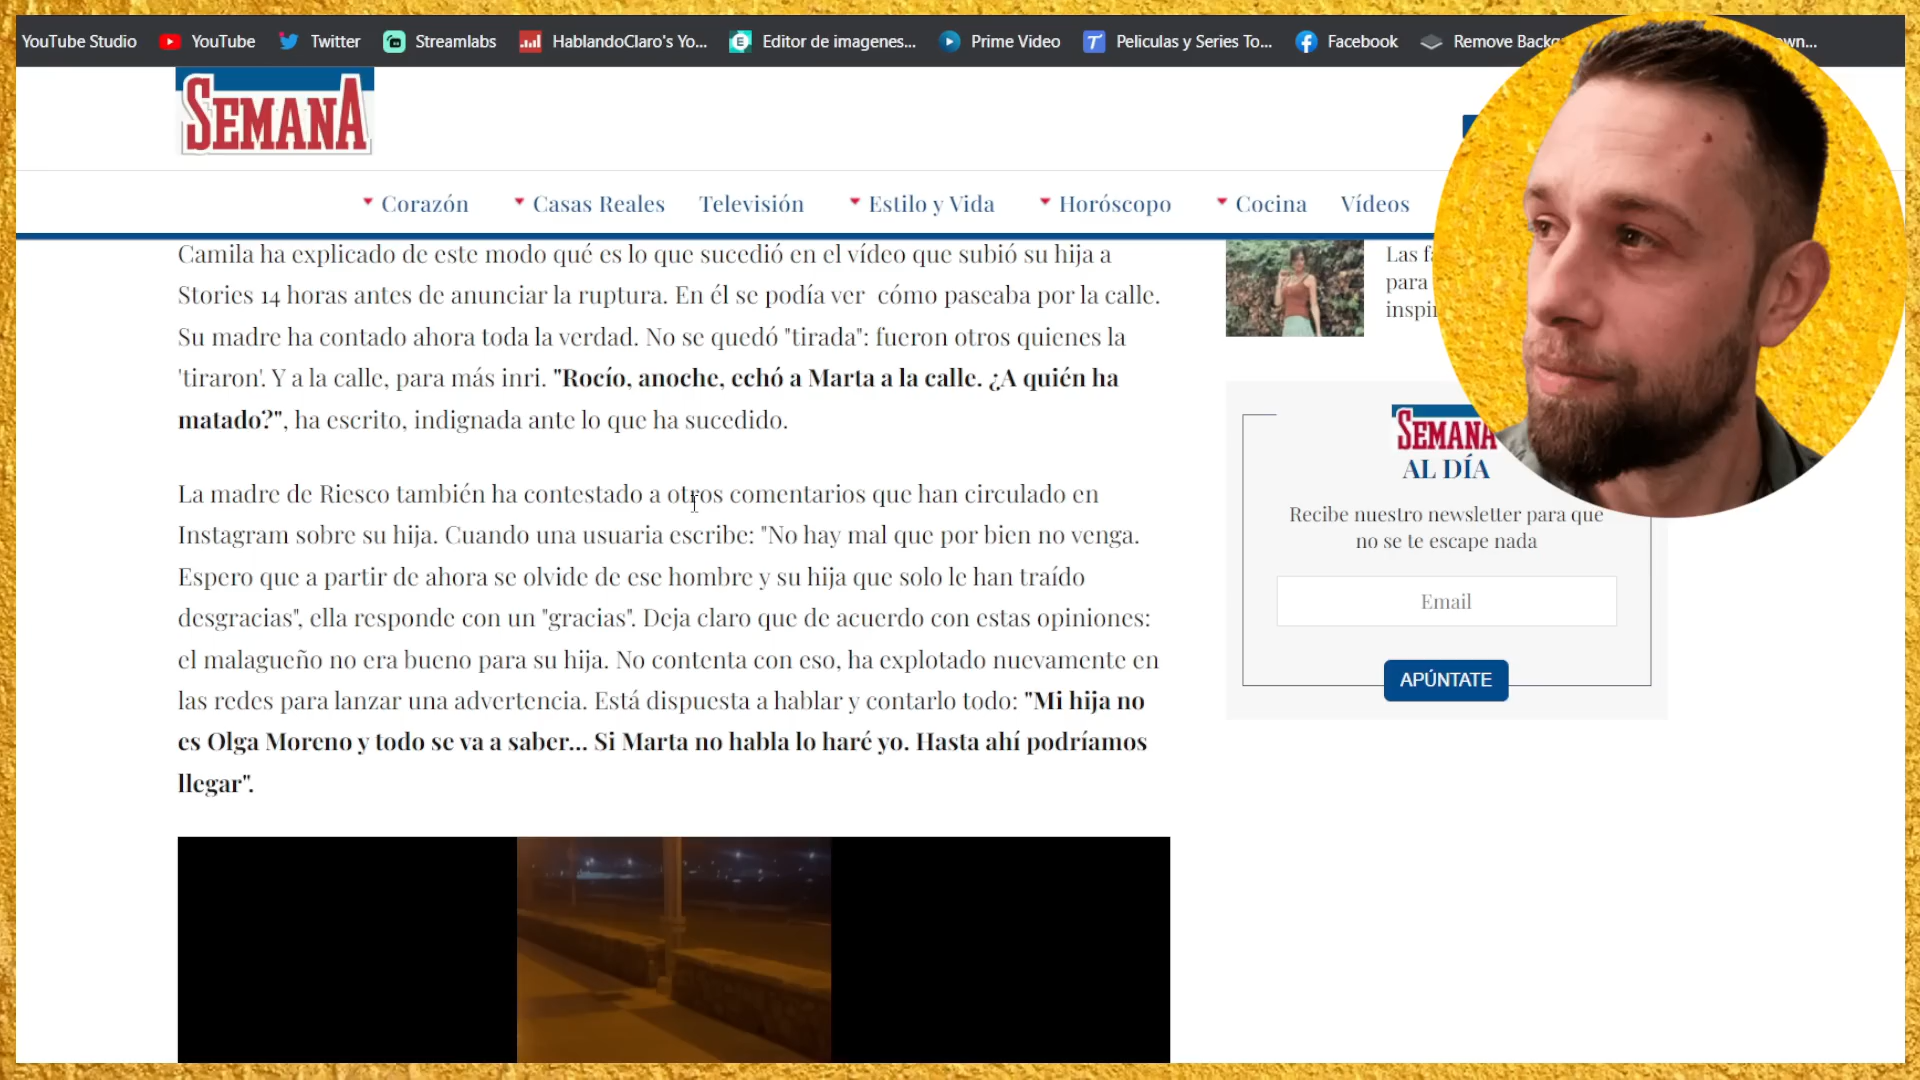 YouTube Studio YouTube Twitter Streamlabs HablandoClaro's Yo... Editor de imagenes... Prime Video Peliculas y Series To... Facebook Remove Backg own...
SEMANA
Corazón Casas Reales Televisión Estilo y Vida Horóscopo Cocina Vídeos
Camila ha explicado de este modo qué es lo que sucedió en el vídeo que subió su hija a
Stories 14 horas antes de anunciar la ruptura. En él se podía ver cómo paseaba por la calle.
Su madre ha contado ahora toda la verdad. No se quedó "tirada": fueron otros quienes la
'tiraron'. Y a la calle, para más inri. "Rocío, anoche, echó a Marta a la calle. ¿A quién ha
matado?", ha escrito, indignada ante lo que ha sucedido.
La madre de Riesco también ha contestado a otros comentarios que han circulado en
Instagram sobre su hija. Cuando una usuaria escribe: "No hay mal que por bien no venga.
Espero que a partir de ahora se olvide de ese hombre y su hija que solo le han traído
desgracias", ella responde con un "gracias". Deja claro que de acuerdo con estas opiniones:
el malagueño no era bueno para su hija. No contenta con eso, ha explotado nuevamente en
las redes para lanzar una advertencia. Está dispuesta a hablar y contarlo todo: "Mi hija no
es Olga Moreno y todo se va a saber... Si Marta no habla lo haré yo. Hasta ahí podríamos
llegar".
Las fa
para
inspi
SEMANA
AL DÍA
Recibe nuestro newsletter para que
no se te escape nada
Email
APÚNTATE